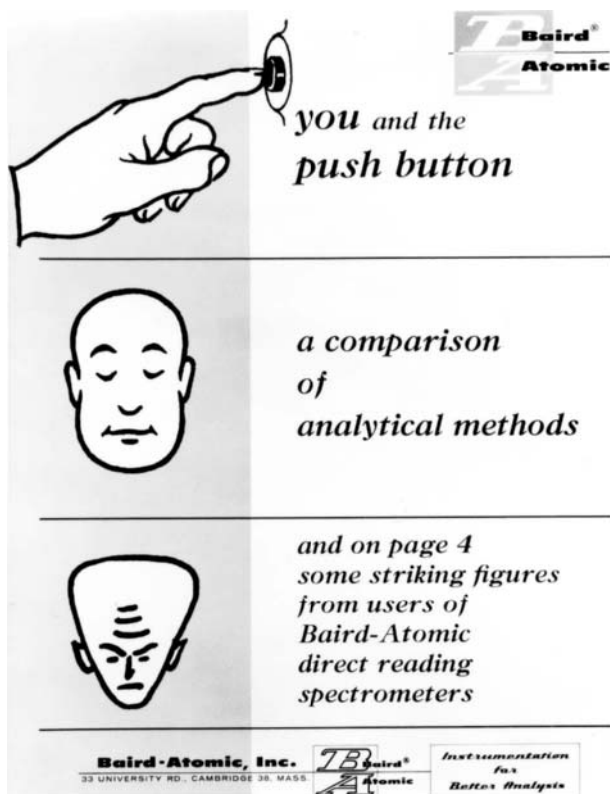 Baird®
Atomic
you and the
push button
a comparison
of
analytical methods
and on page 4
some striking figures
from users of
Baird-Atomic
direct reading
spectrometers
Baird-Atomic, Inc.
33 UNIVERSITY RD., CAMBRIDGE 38, MASS.
BA
Baird®
Atomic
Instrumentation
for
Better Analysis